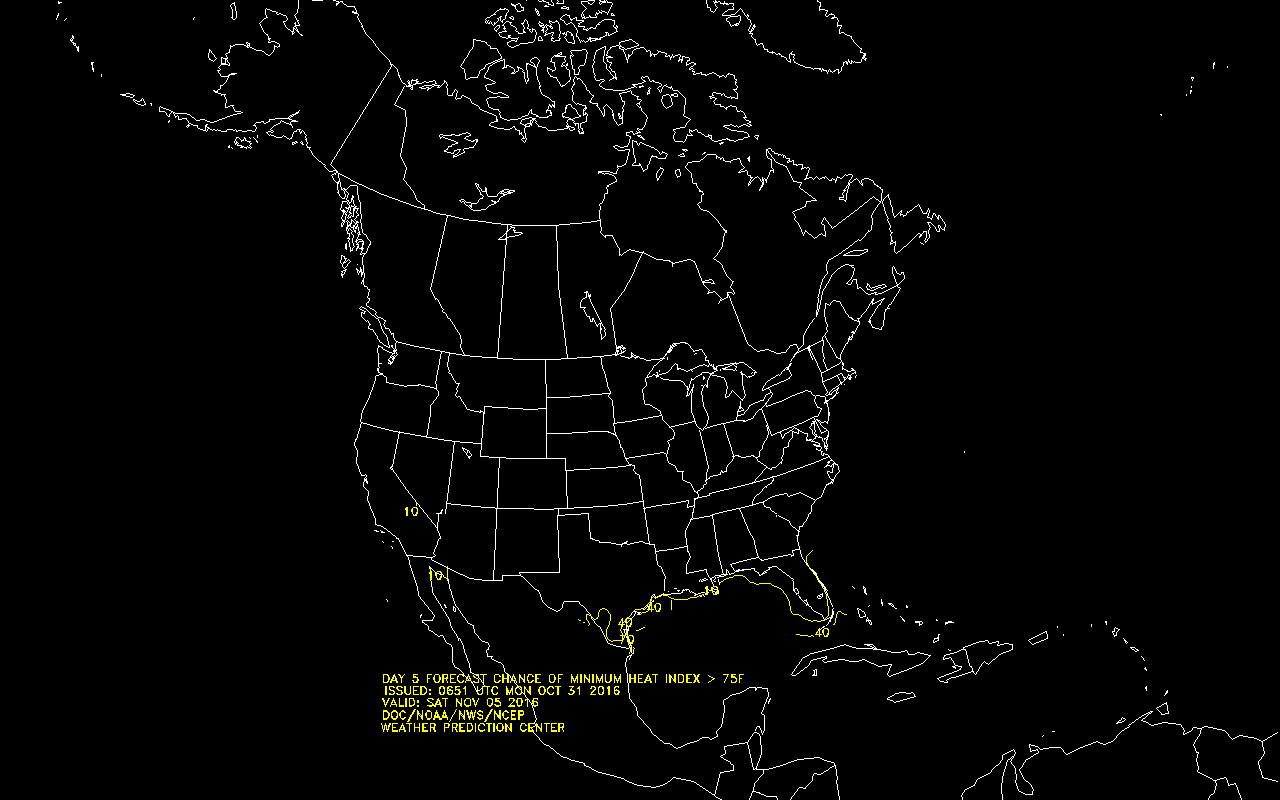 10
10
10
40
40
70
40
DAY 5 FORECAST CHANCE OF MINIMUM HEAT INDEX > 75F
ISSUED: 0651 UTC MON OCT 31 2016
VALID: SAT NOV 05 2016
DOC/NOAA/NWS/NCEP
WEATHER PREDICTION CENTER